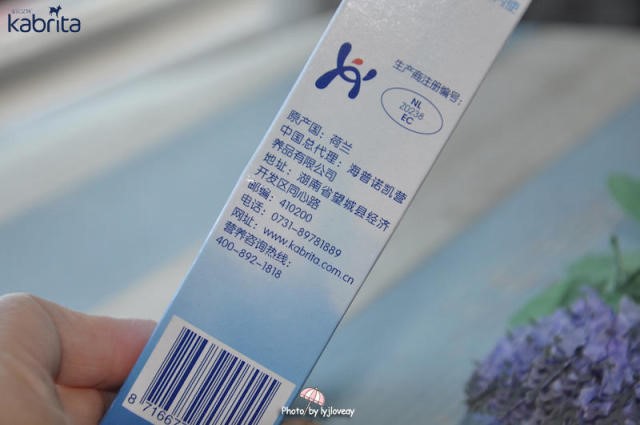 kabrita
生产商注册编号:
NL
Z0238
EC
原产国: 荷兰
中国总代理: 海普诺凯营
养品有限公司
地址: 湖南省望城县经济
开发区同心路
邮编: 410200
电话: 0731-89781889
网址: www.kabrita.com.cn
营养咨询热线:
400-892-1818
8 71667
Photo/ by lyjloveay